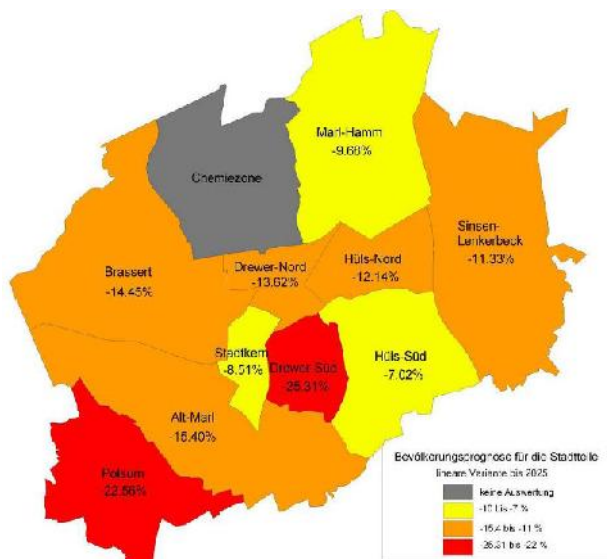 Marl-Hamm
-9.68%
Chemiezone
Sinsen-
Lenkerbeck
-11.33%
Brassert
-14.45%
Drewer-Nord
-13.62%
Hüls-Nord
-12.14%
Stadtkern
-8.51%
Drewer-Süd
-25.31%
Hüls-Süd
-7.02%
Alt-Marl
-15.40%
Polsum
-22.56%
Bevölkerungsprognose für die Stadtteile
lineare Variante bis 2025
keine Auswertung
-10 bis -7 %
-15.4 bis -11 %
-25.31 bis -22 %